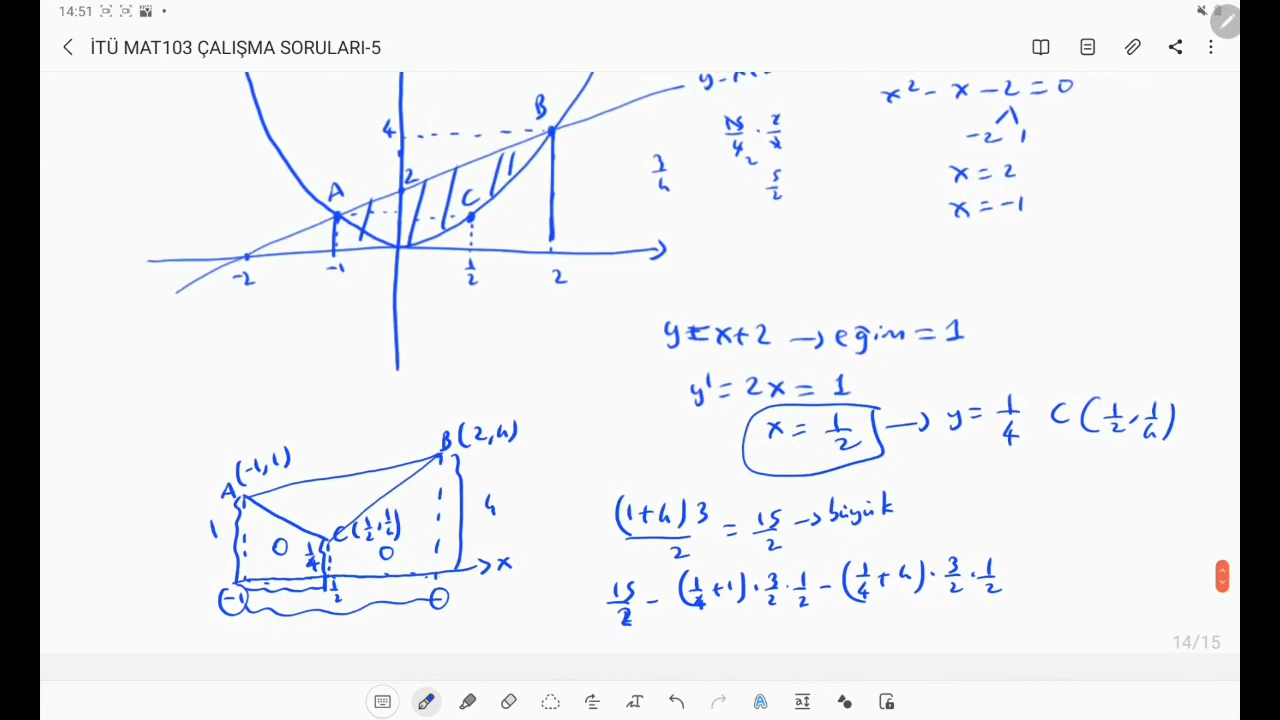 14:51
İTÜ MAT103 ÇALIŞMA SORULARI-5
x² - x - 2 = 0
-2 1
x = 2
x = -1
B
4
2
A
C
-2 -1 1/2 2
5/2
y = x+2 → eğim = 1
y' = 2x = 1
x = 1/2 → y = 1/4 C (1/2, 1/4)
B (2,4)
A (-1,1)
1
C (1/2, 1/4)
1/4
4
x
-1 1/2
(1+4)3/2 = 15/2 → büyük
15/2 - (1/4+1)·3/2·1/2 - (1/4+4)·3/2·1/2
14/15